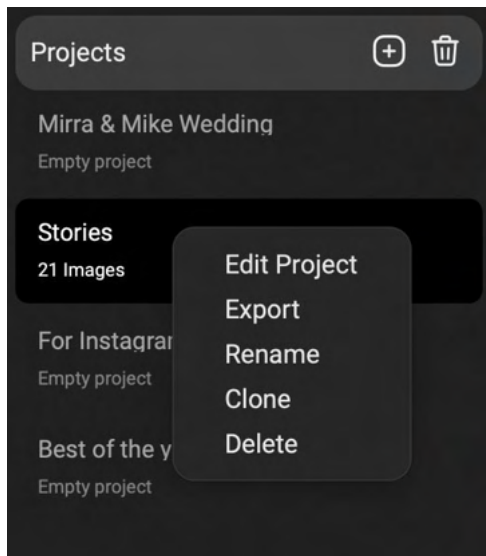 Projects
Mirra & Mike Wedding
Empty project
Stories
21 Images
Edit Project
Export
Rename
Clone
Delete
For
Empty project
Best of the
Empty project